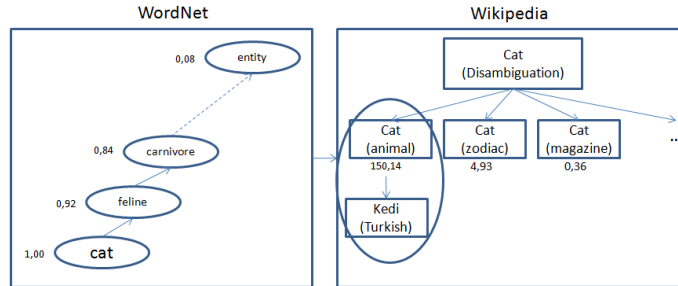 WordNet
Wikipedia
0,08
entity
0,84
carnivore
0,92
feline
1,00
cat
Cat
(Disambiguation)
Cat
(animal)
150,14
Cat
(zodiac)
4,93
Cat
(magazine)
0,36
..
Kedi
(Turkish)